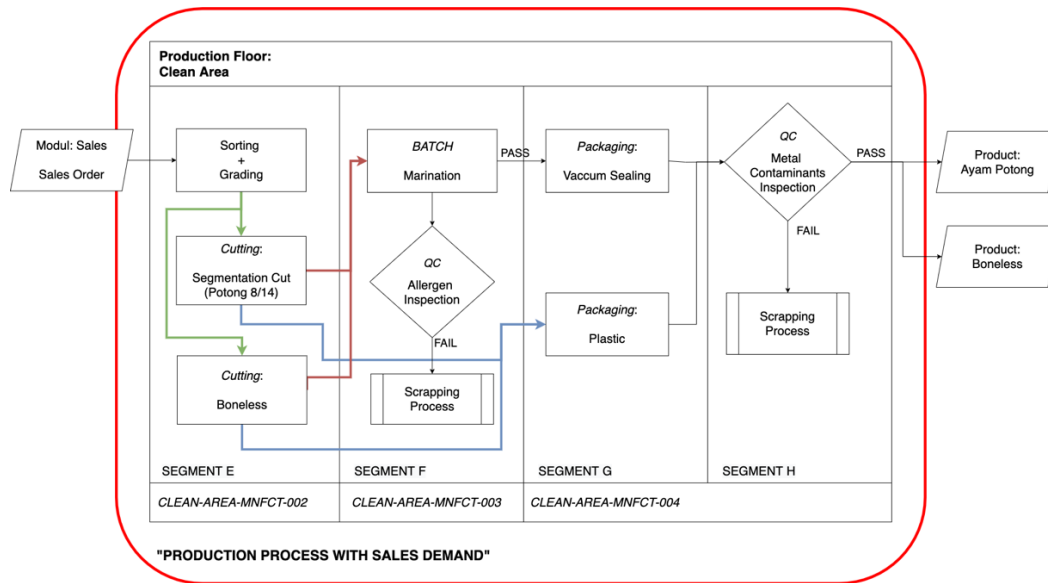 Production Floor:
Clean Area
Modul: Sales
Sales Order
Sorting
+
Grading
Cutting:
Segmentation Cut
(Potong 8/14)
Cutting:
Boneless
SEGMENT E
CLEAN-AREA-MNFCT-002
BATCH
Marination
PASS
QC
Allergen
Inspection
FAIL
Scrapping
Process
SEGMENT F
CLEAN-AREA-MNFCT-003
Packaging:
Vaccum Sealing
Packaging:
Plastic
SEGMENT G
CLEAN-AREA-MNFCT-004
QC
Metal
Contaminants
Inspection
PASS
FAIL
Scrapping
Process
SEGMENT H
Product:
Ayam Potong
Product:
Boneless
"PRODUCTION PROCESS WITH SALES DEMAND"